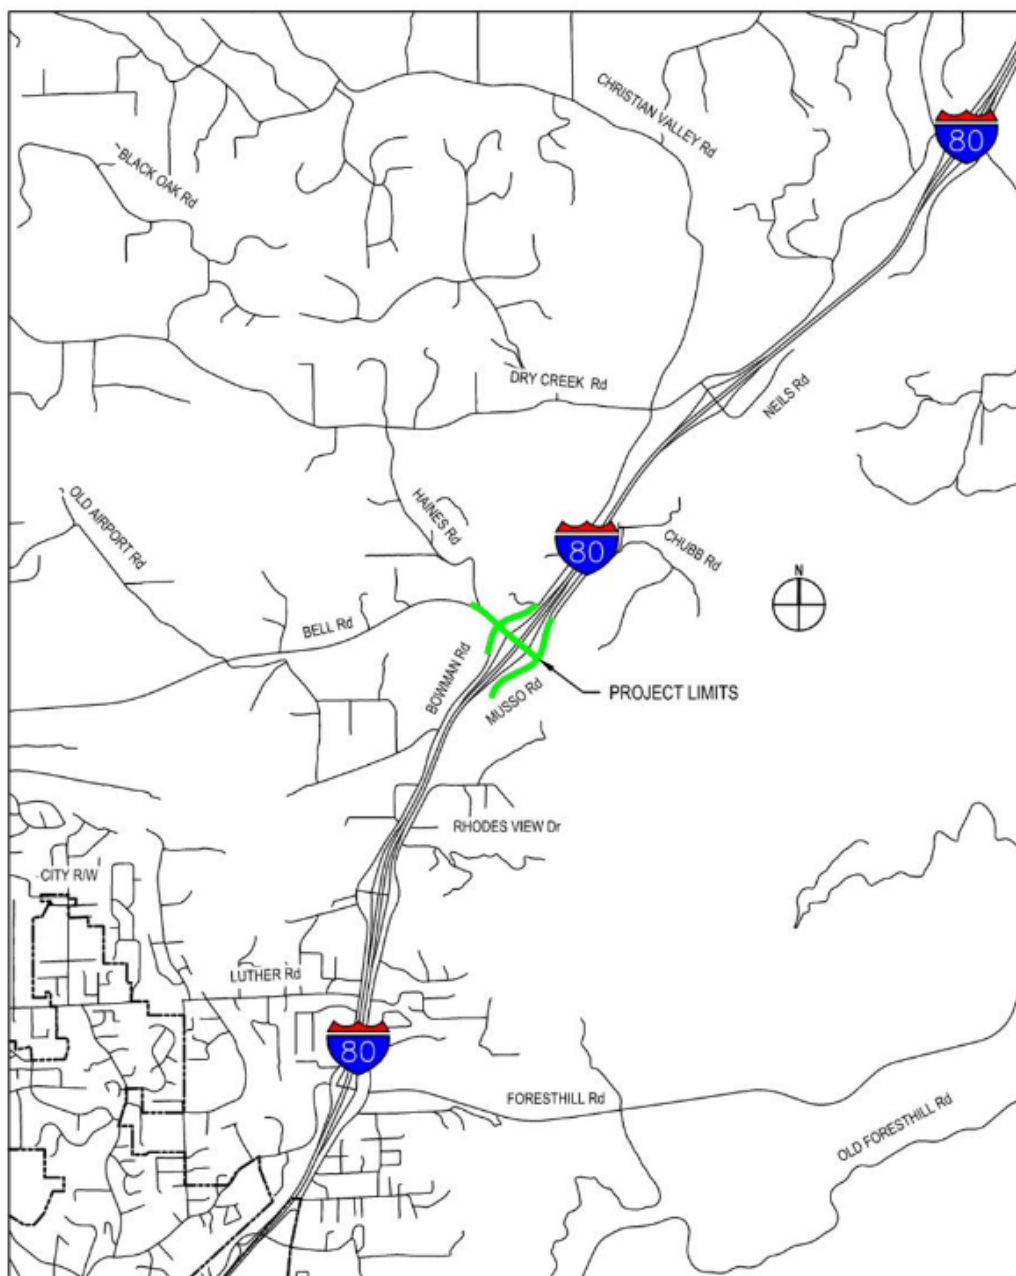 CHRISTIAN VALLEY Rd
80
BLACK OAK Rd
DRY CREEK Rd
NEILS Rd
OLD AIRPORT Rd
HAINES Rd
80
CHUBB Rd
N
BELL Rd
BOWMAN Rd
MUSSO Rd
PROJECT LIMITS
RHODES VIEW Dr
CITY R/W
LUTHER Rd
80
FORESTHILL Rd
OLD FORESTHILL Rd